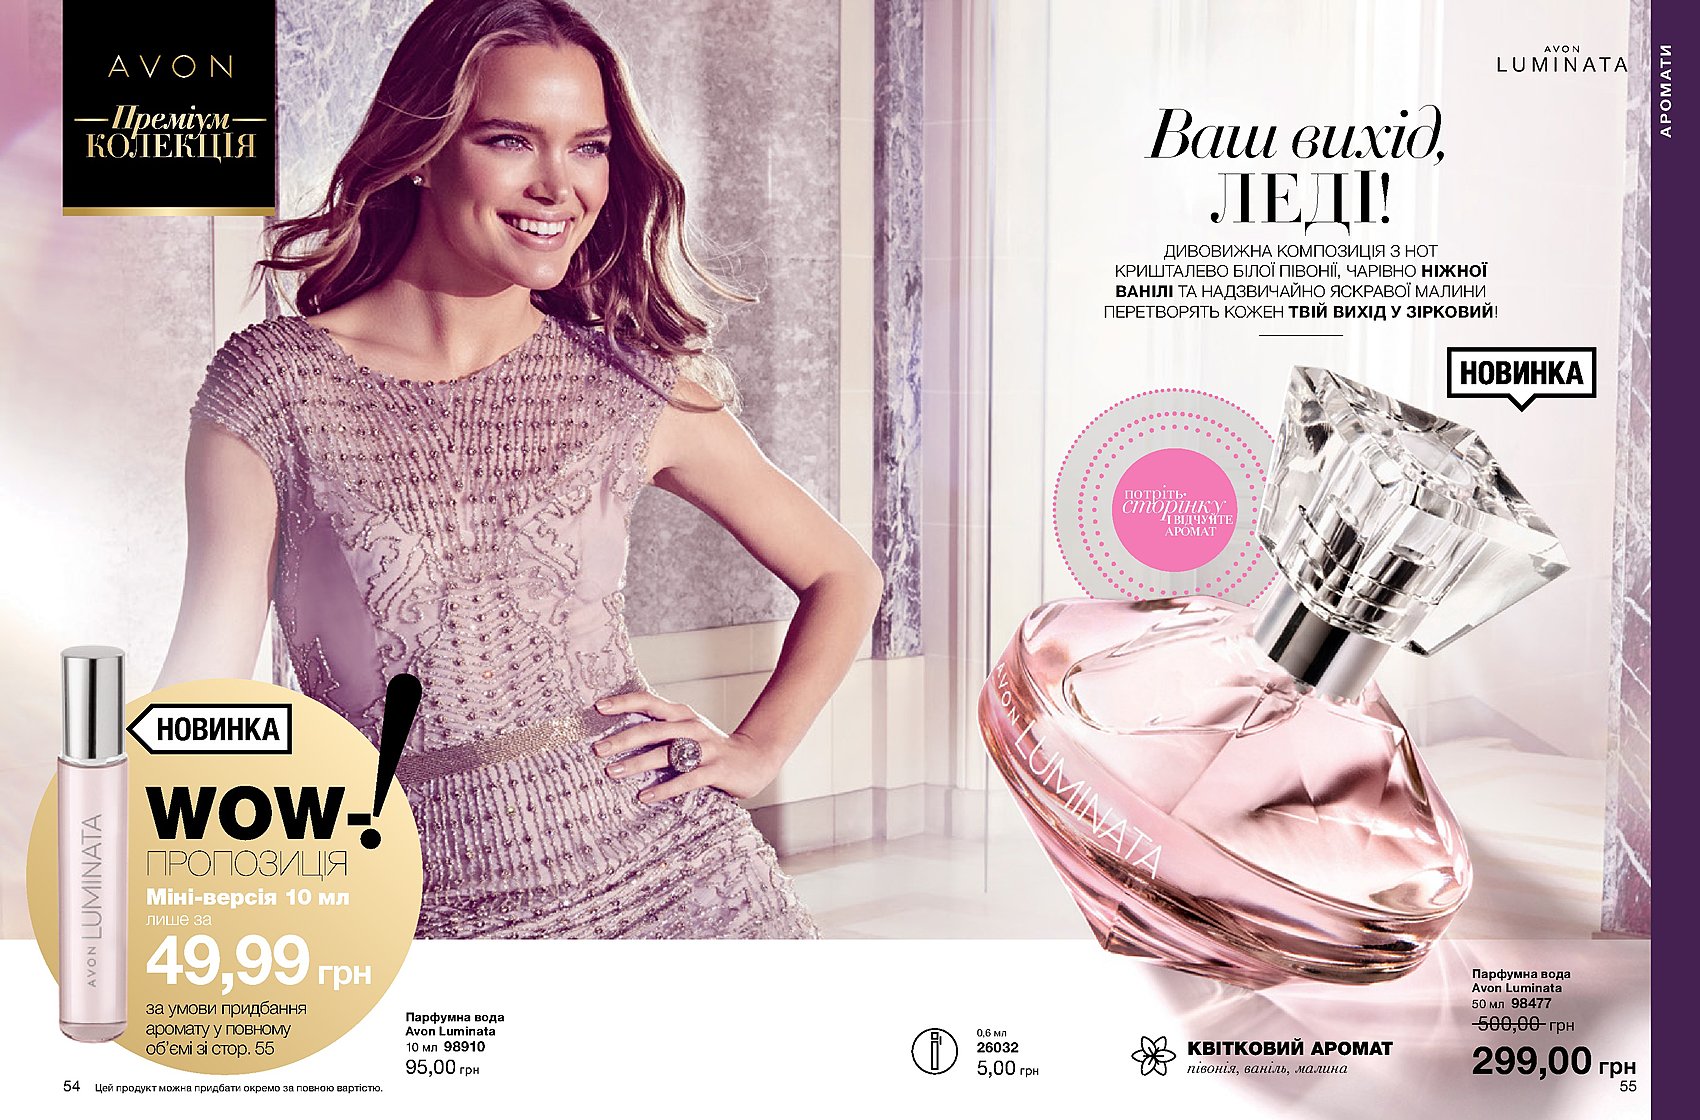 AVON
Преміум
КОЛЕКЦІЯ
AVON
LUMINATA
АРОМАТИ
Ваш вихід,
ЛЕДІ!
ДИВОВИЖНА КОМПОЗИЦІЯ З НОТ
КРИШТАЛЕВО БІЛОЇ ПІВОНІЇ, ЧАРІВНО НІЖНОЇ
ВАНІЛІ ТА НАДЗВИЧАЙНО ЯСКРАВОЇ МАЛИНИ
ПЕРЕТВОРЯТЬ КОЖЕН ТВІЙ ВИХІД У ЗІРКОВИЙ!
НОВИНКА
ПОТРІТЬ
сторінку
І ВІДЧУЙТЕ
АРОМАТ
AVON LUMINATA
НОВИНКА
WOW-!
ПРОПОЗИЦІЯ
Міні-версія 10 мл
лише за
49,99 грн
за умови придбання
аромату у повному
об'ємі зі стор. 55
AVON LUMINATA
Парфумна вода
Avon Luminata
10 мл 98910
95,00 грн
0,6 мл
26032
5,00 грн
КВІТКОВИЙ АРОМАТ
півонія, ваніль, малина
Парфумна вода
Avon Luminata
50 мл 98477
500,00 грн
299,00 грн
54 Цей продукт можна придбати окремо за повною вартістю.
55